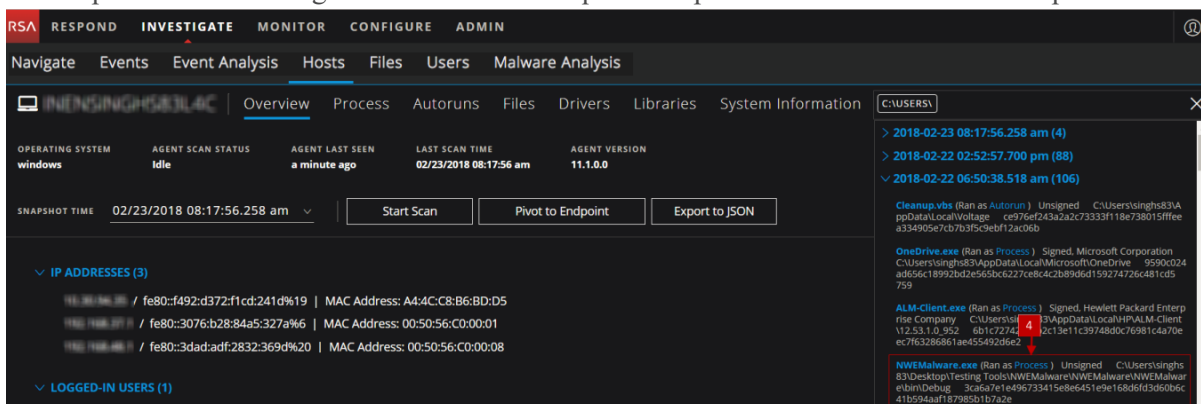 RSA RESPOND INVESTIGATE MONITOR CONFIGURE ADMIN
Navigate Events Event Analysis Hosts Files Users Malware Analysis
Overview Process Autoruns Files Drivers Libraries System Information
C:\USERS\
OPERATING SYSTEM AGENT SCAN STATUS AGENT LAST SEEN LAST SCAN TIME AGENT VERSION
windows Idle a minute ago 02/23/2018 08:17:56 am 11.1.0.0
SNAPSHOT TIME 02/23/2018 08:17:56.258 am Start Scan Pivot to Endpoint Export to JSON
IP ADDRESSES (3)
/ fe80::f492:d372:f1cd:241d%19 | MAC Address: A4:4C:C8:B6:BD:D5
/ fe80::3076:b28:84a5:327a%6 | MAC Address: 00:50:56:C0:00:01
/ fe80::3dad:adf:2832:369d%20 | MAC Address: 00:50:56:C0:00:08
LOGGED-IN USERS (1)
2018-02-23 08:17:56.258 am (4)
2018-02-22 02:52:57.700 pm (88)
2018-02-22 06:50:38.518 am (106)
Cleanup.vbs (Ran as Autorun ) Unsigned C:\Users\singhs83\A
ppData\Local\Voltage ce976ef243a2a2c73333f118e738015fffee
a334905e7cb7b3f5c9ebf12ac06b
OneDrive.exe (Ran as Process ) Signed, Microsoft Corporation
C:\Users\singhs83\AppData\Local\Microsoft\OneDrive 9590c024
ad656c18992bd2e565bc6227ce8c4c2b89d6d159274726c481cd5
759
ALM-Client.exe (Ran as Process ) Signed, Hewlett Packard Enterp
rise Company 83\AppData\Local\HP\ALM-Client
\12.53.1.0_952
ec7f63286861ae455492d6e2
4
NWEMalware.exe (Ran as Process ) Unsigned C:\Users\singhs
83\Desktop\Testing Tools\NWEMalware\NWEMalware\NWEMalwar
e\bin\Debug 3ca6a7e1e496733415e8e6451e9e168d6fd3d60b6c
41b594aaf187985b1b7a2e